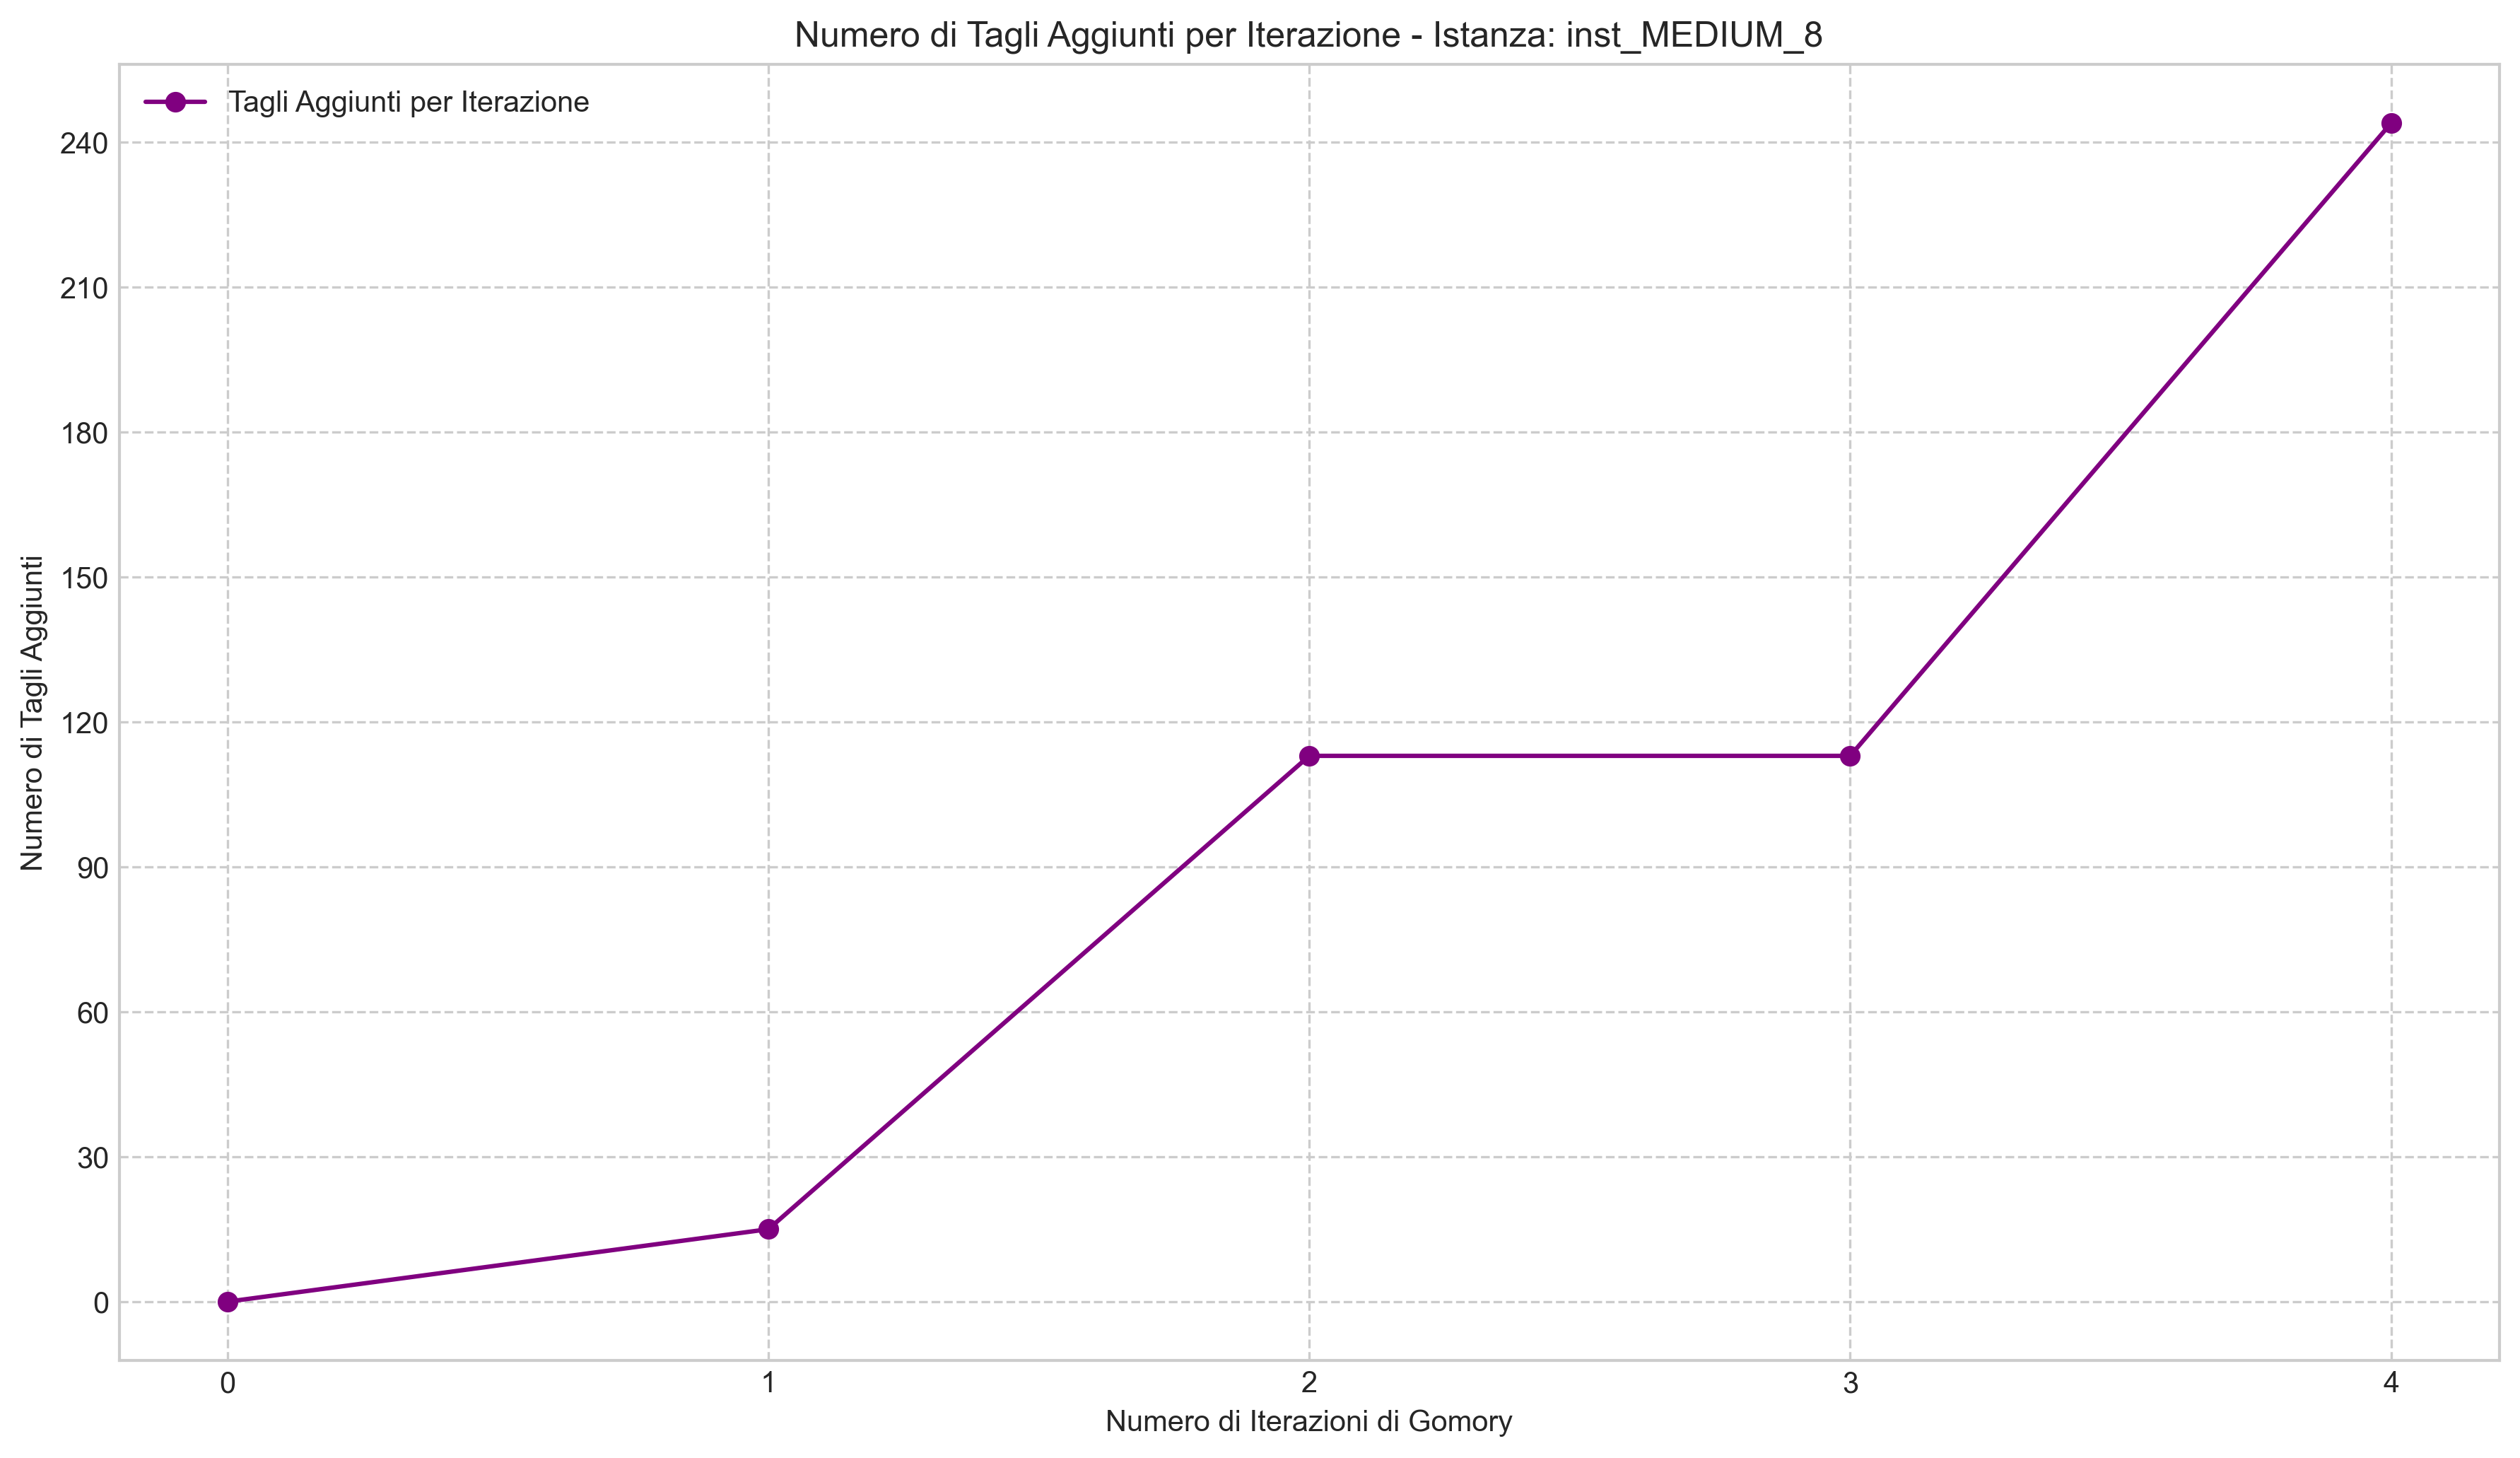 Numero di Tagli Aggiunti per Iterazione - Istanza: inst_MEDIUM_8
Tagli Aggiunti per Iterazione
240
210
180
150
120
90
60
30
0
Numero di Tagli Aggiunti
0 1 2 3 4
Numero di Iterazioni di Gomory